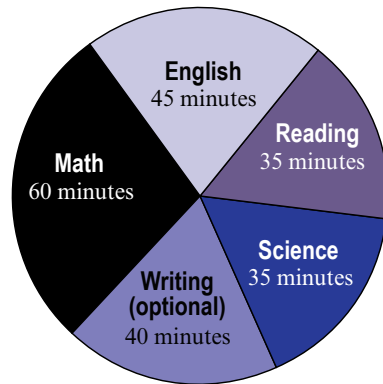 English
45 minutes
Reading
35 minutes
Math
60 minutes
Science
35 minutes
Writing
(optional)
40 minutes